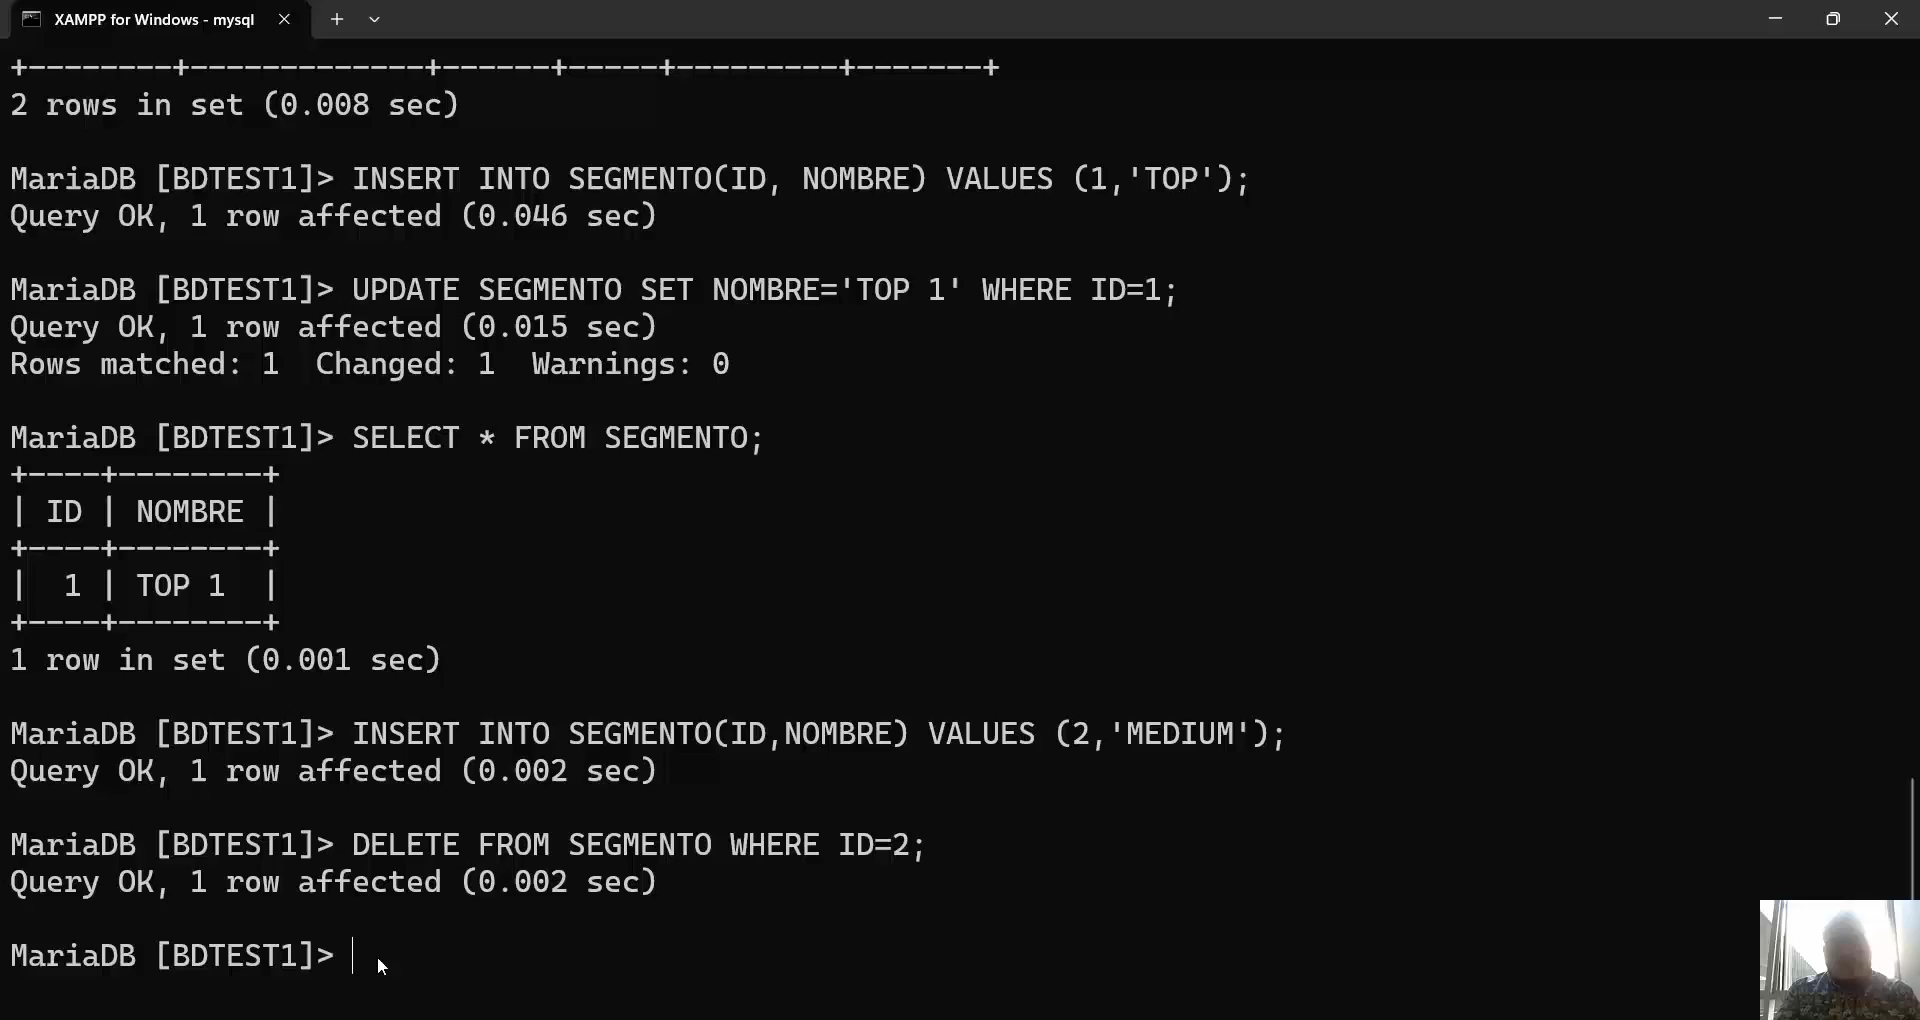 XAMPP for Windows - mysql
+--------+-------------+------+-----+---------+-------+
2 rows in set (0.008 sec)
MariaDB [BDTEST1]> INSERT INTO SEGMENTO(ID, NOMBRE) VALUES (1,'TOP');
Query OK, 1 row affected (0.046 sec)
MariaDB [BDTEST1]> UPDATE SEGMENTO SET NOMBRE='TOP 1' WHERE ID=1;
Query OK, 1 row affected (0.015 sec)
Rows matched: 1  Changed: 1  Warnings: 0
MariaDB [BDTEST1]> SELECT * FROM SEGMENTO;
+----+--------+
| ID | NOMBRE |
+----+--------+
|  1 | TOP 1  |
+----+--------+
1 row in set (0.001 sec)
MariaDB [BDTEST1]> INSERT INTO SEGMENTO(ID,NOMBRE) VALUES (2,'MEDIUM');
Query OK, 1 row affected (0.002 sec)
MariaDB [BDTEST1]> DELETE FROM SEGMENTO WHERE ID=2;
Query OK, 1 row affected (0.002 sec)
MariaDB [BDTEST1]>